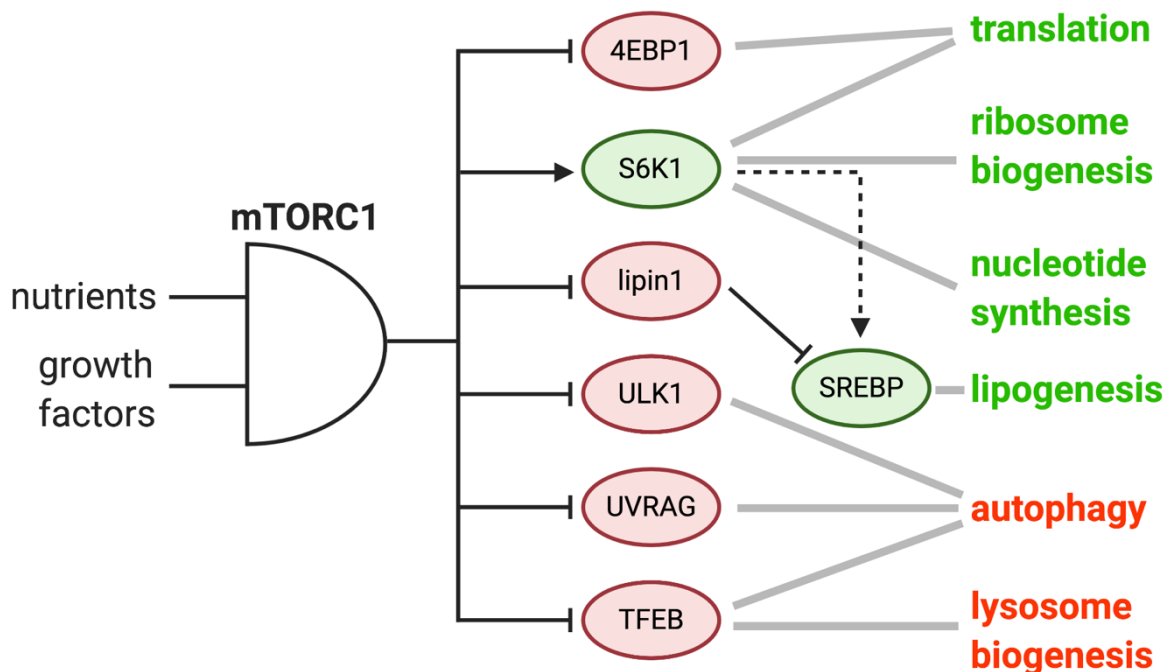 mTORC1
nutrients
growth
factors
4EBP1
S6K1
lipin1
ULK1
UVRAG
TFEB
SREBP
translation
ribosome
biogenesis
nucleotide
synthesis
lipogenesis
autophagy
lysosome
biogenesis